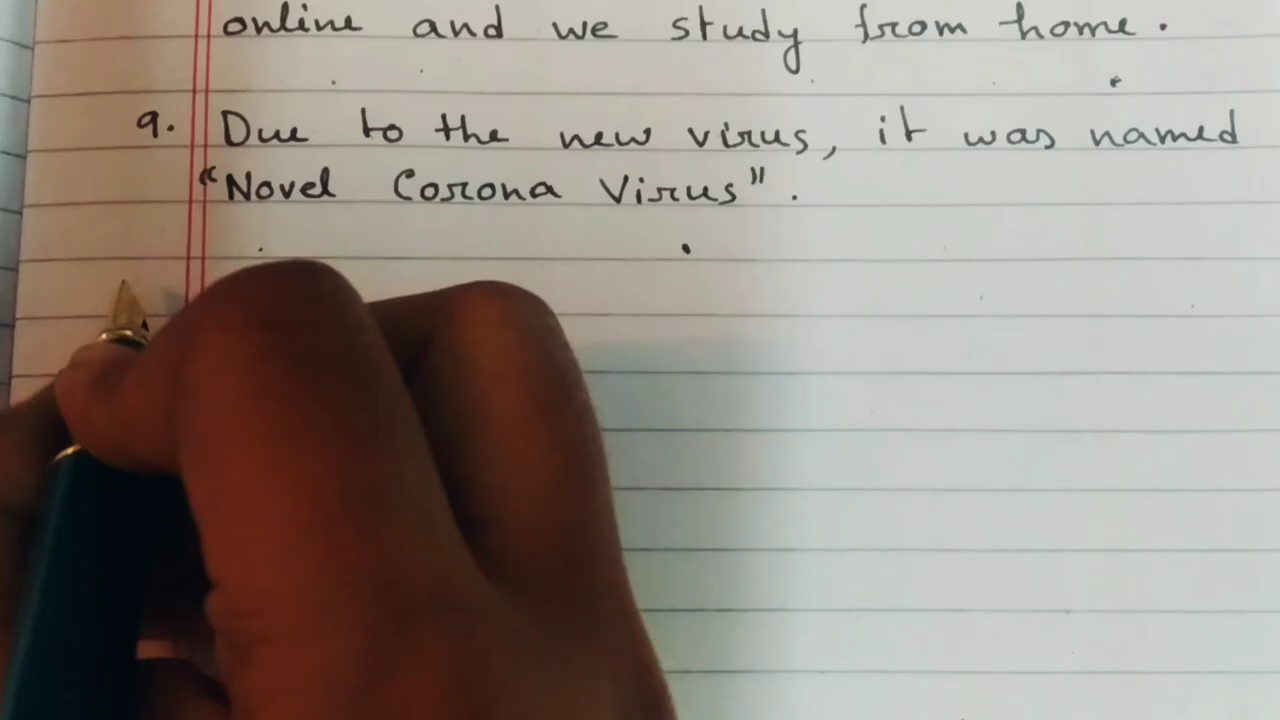 online and we study from home.
9. Due to the new virus, it was named
"Novel Corona Virus".